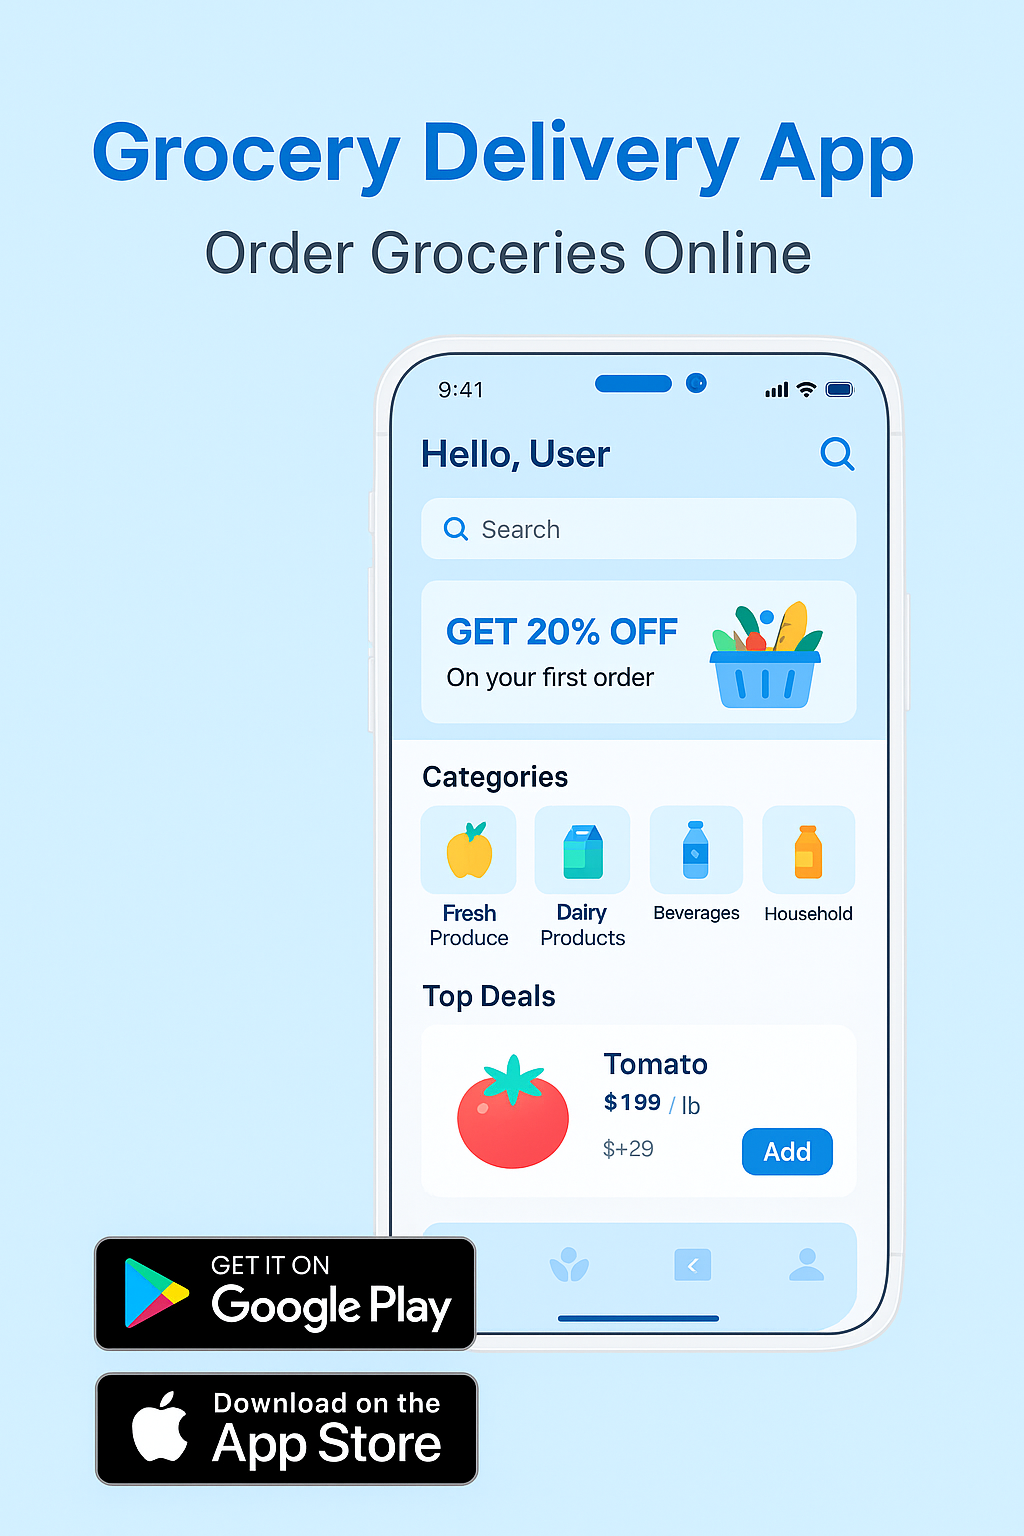 Grocery Delivery App
Order Groceries Online
9:41
Hello, User
Search
GET 20% OFF
On your first order
Categories
Fresh
Produce
Dairy
Products
Beverages
Household
Top Deals
Tomato
$199 / lb
$+29
Add
GET IT ON
Google Play
Download on the
App Store